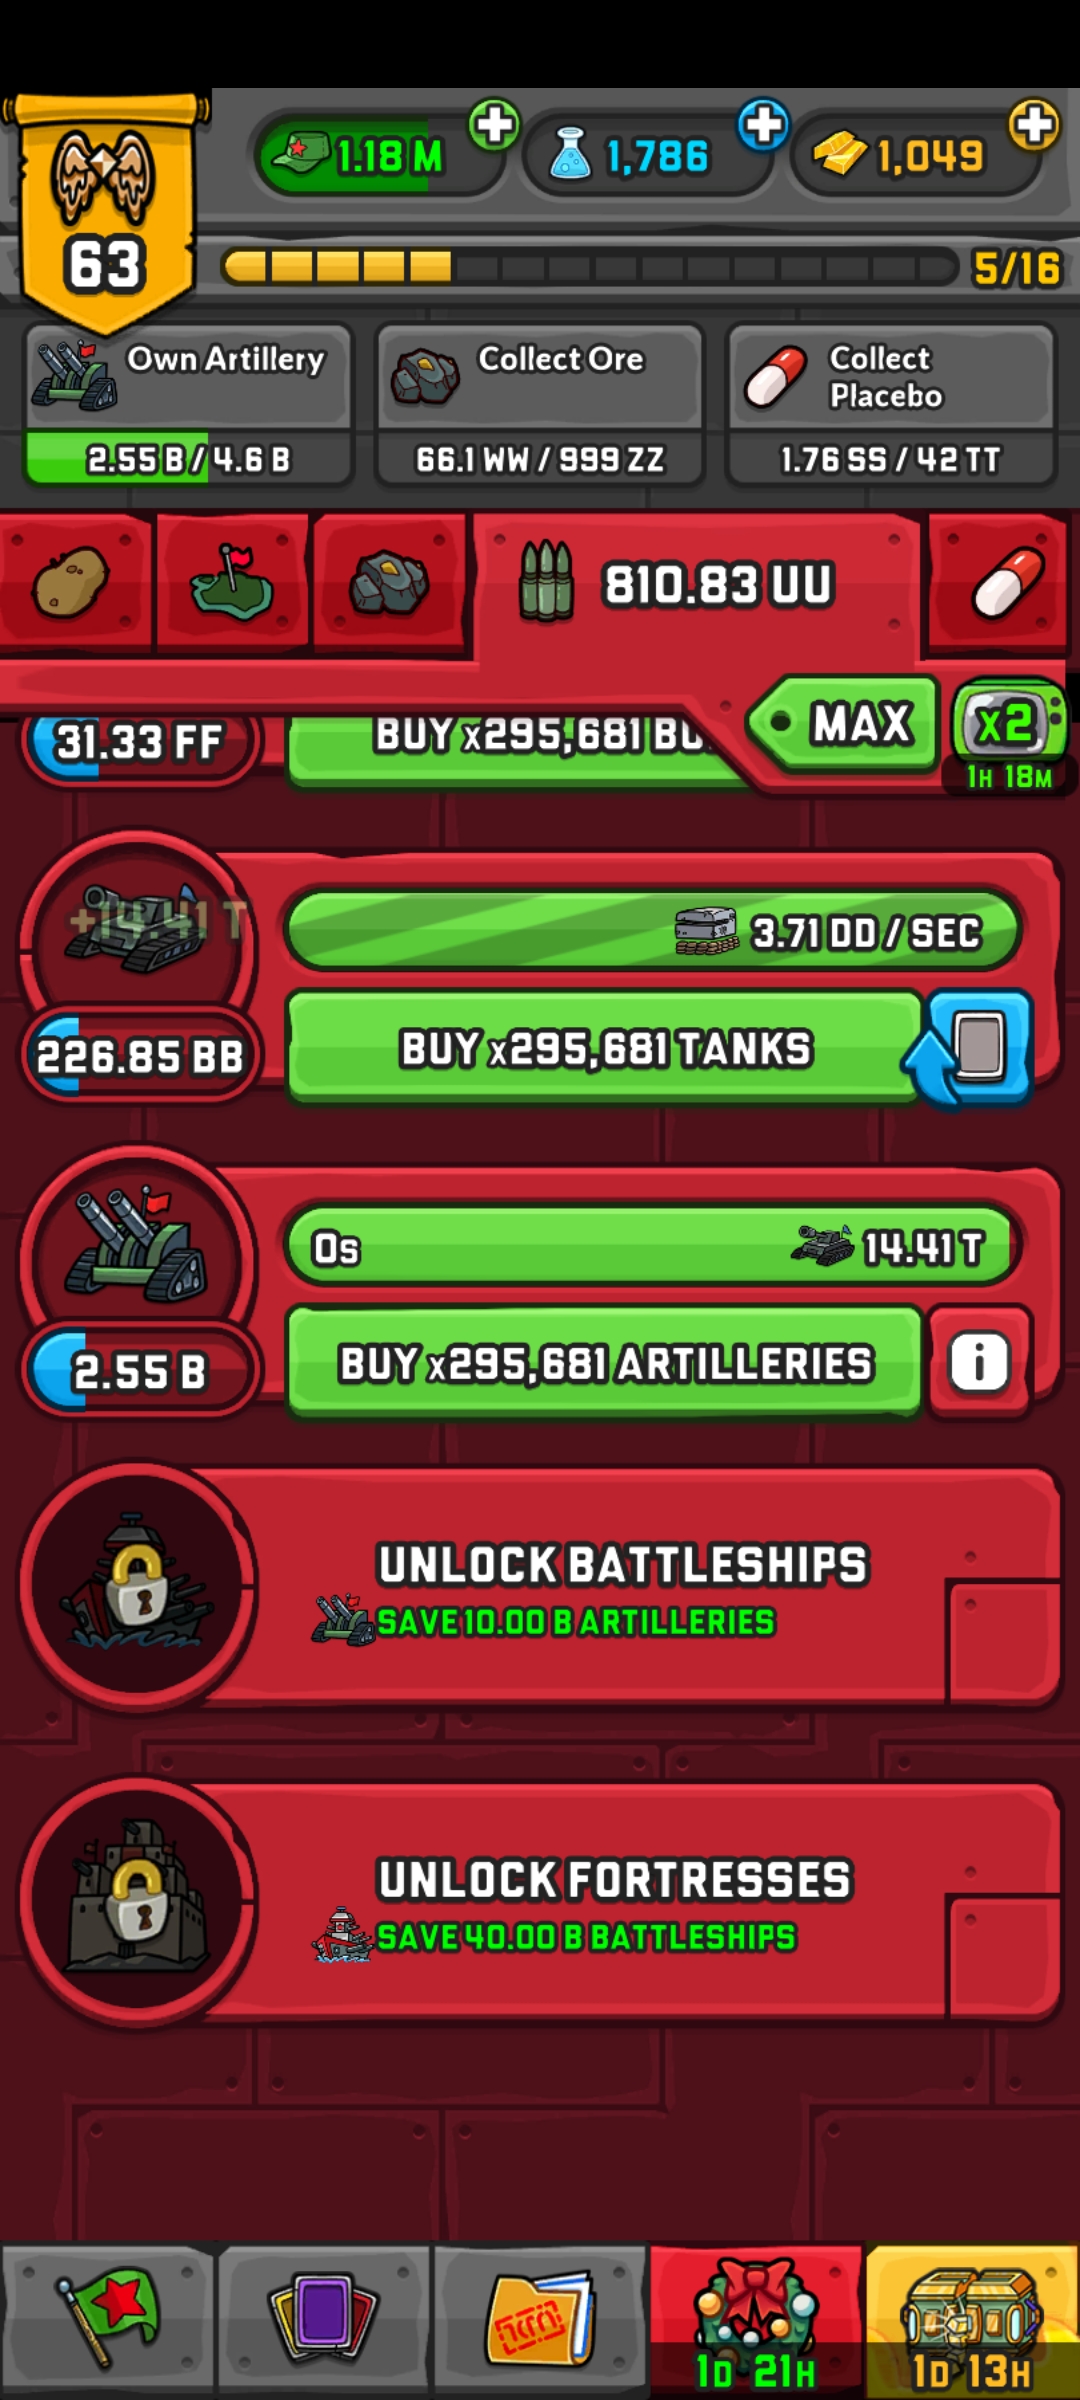 1.18 M
1,786
1,049
63
5/16
Own Artillery
2.55 B / 4.6 B
Collect Ore
66.1 WW / 999 ZZ
Collect
Placebo
1.76 SS / 42 TT
810.83 UU
MAX
X2
1H 18M
31.33 FF
BUY x295,681
+14.41 T
3.71 DD / SEC
226.85 BB
BUY x295,681 TANKS
0s
14.41 T
2.55 B
BUY x295,681 ARTILLERIES
i
UNLOCK BATTLESHIPS
SAVE 10.00 B ARTILLERIES
UNLOCK FORTRESSES
SAVE 40.00 B BATTLESHIPS
1D 21H
1D 13H